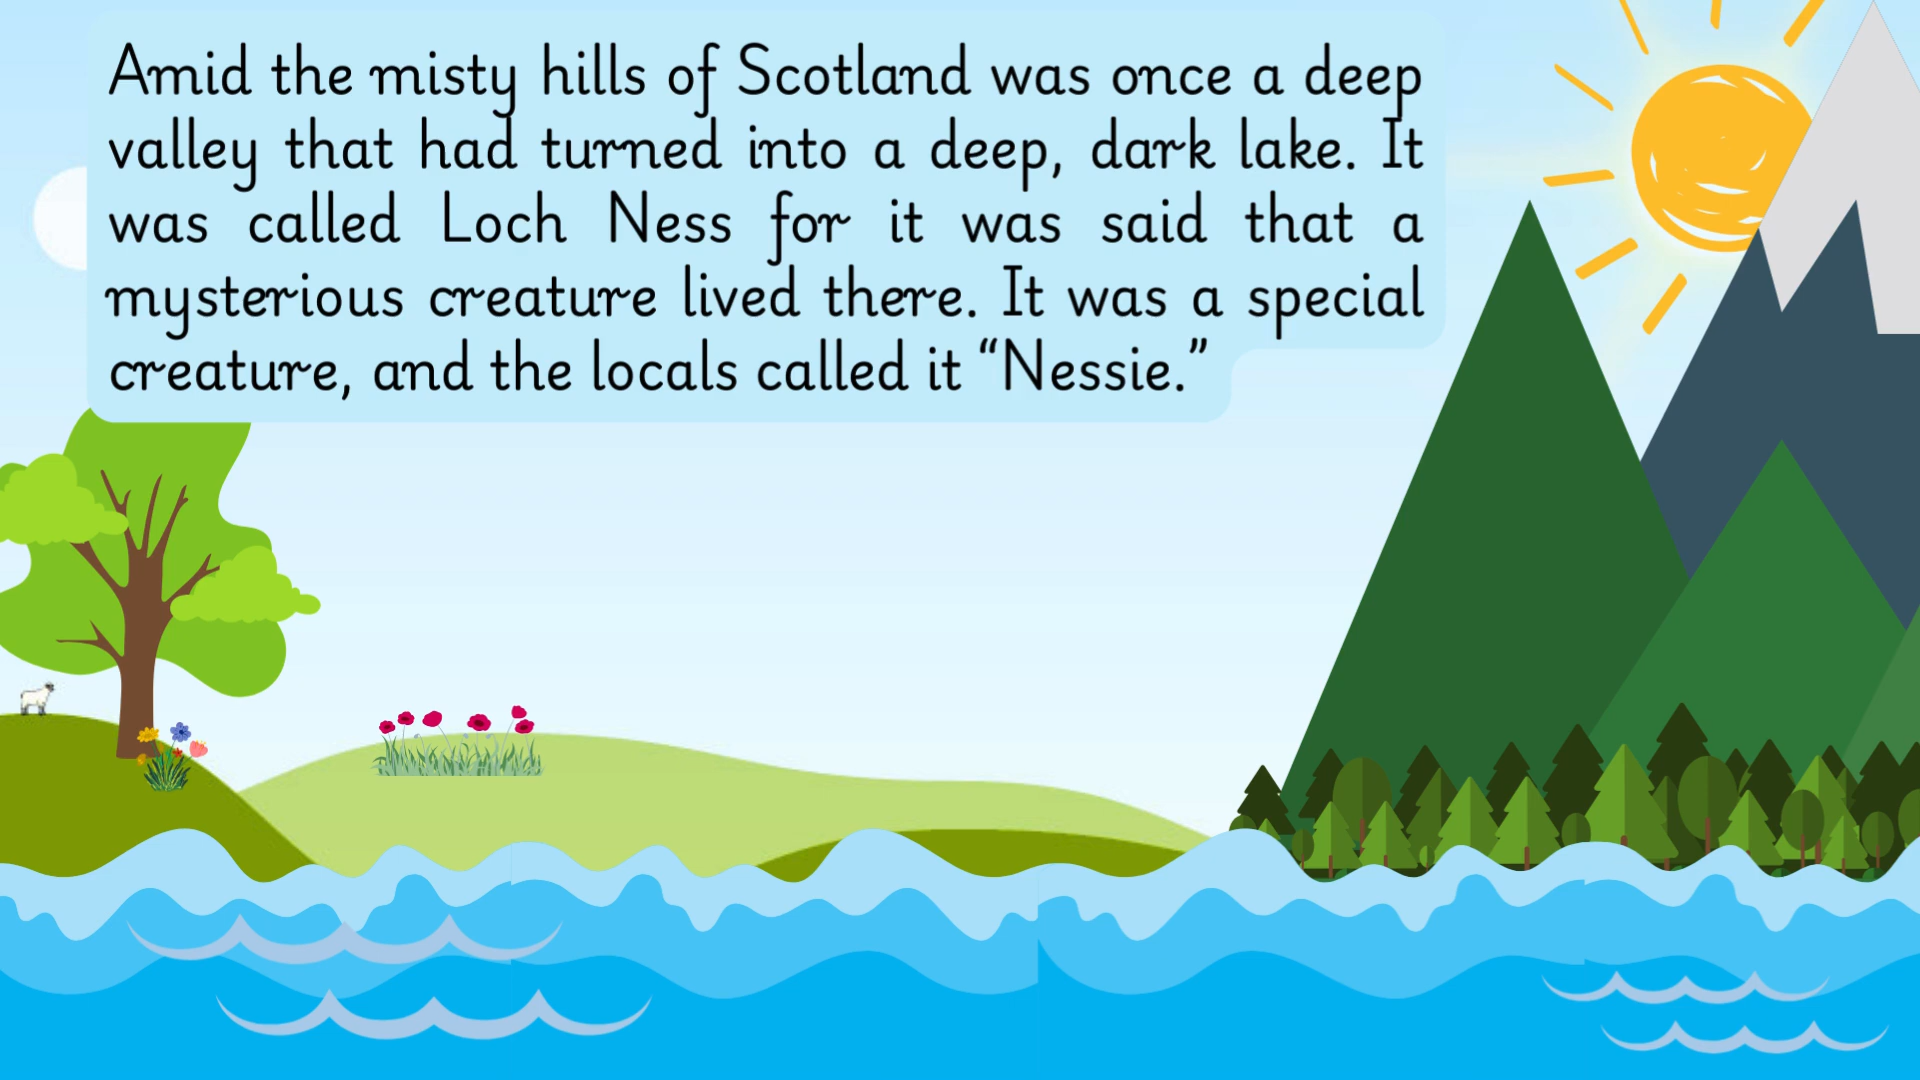 Amid the misty hills of Scotland was once a deep
valley that had turned into a deep, dark lake. It
was called Loch Ness for it was said that a
mysterious creature lived there. It was a special
creature, and the locals called it “Nessie.”